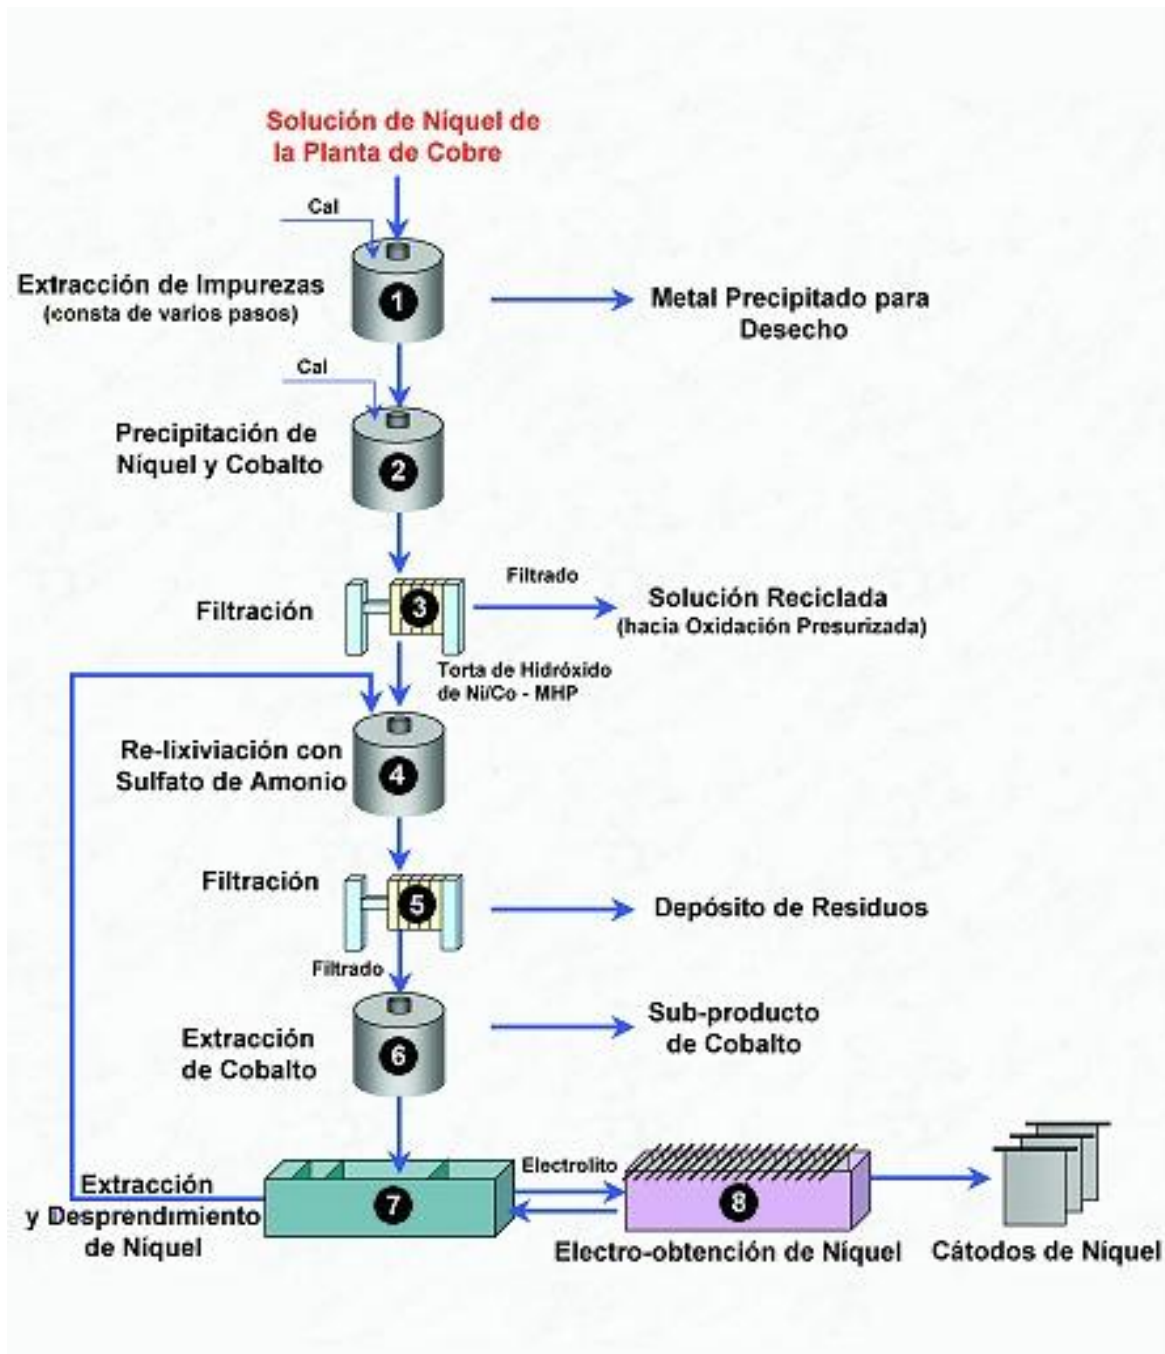 Solución de Níquel de
la Planta de Cobre
Cal
1
Extracción de Impurezas
(consta de varios pasos)
Metal Precipitado para
Desecho
Cal
2
Precipitación de
Níquel y Cobalto
3
Filtración
Filtrado
Solución Reciclada
(hacia Oxidación Presurizada)
Torta de Hidróxido
de Ni/Co - MHP
4
Re-lixiviación con
Sulfato de Amonio
5
Filtración
Depósito de Residuos
Filtrado
6
Extracción
de Cobalto
Sub-producto
de Cobalto
7
Extracción
y Desprendimiento
de Níquel
Electrolito
8
Electro-obtención de Níquel
Cátodos de Níquel